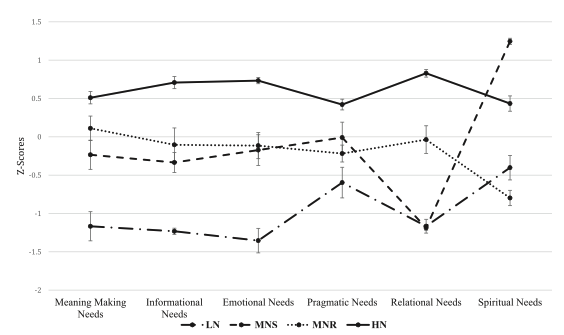 1.5
1
0.5
0
-0.5
-1
-1.5
-2
Z-Scores
Meaning Making Needs
Informational Needs
Emotional Needs
Pragmatic Needs
Relational Needs
Spiritual Needs
LN
MNS
MNR
HN